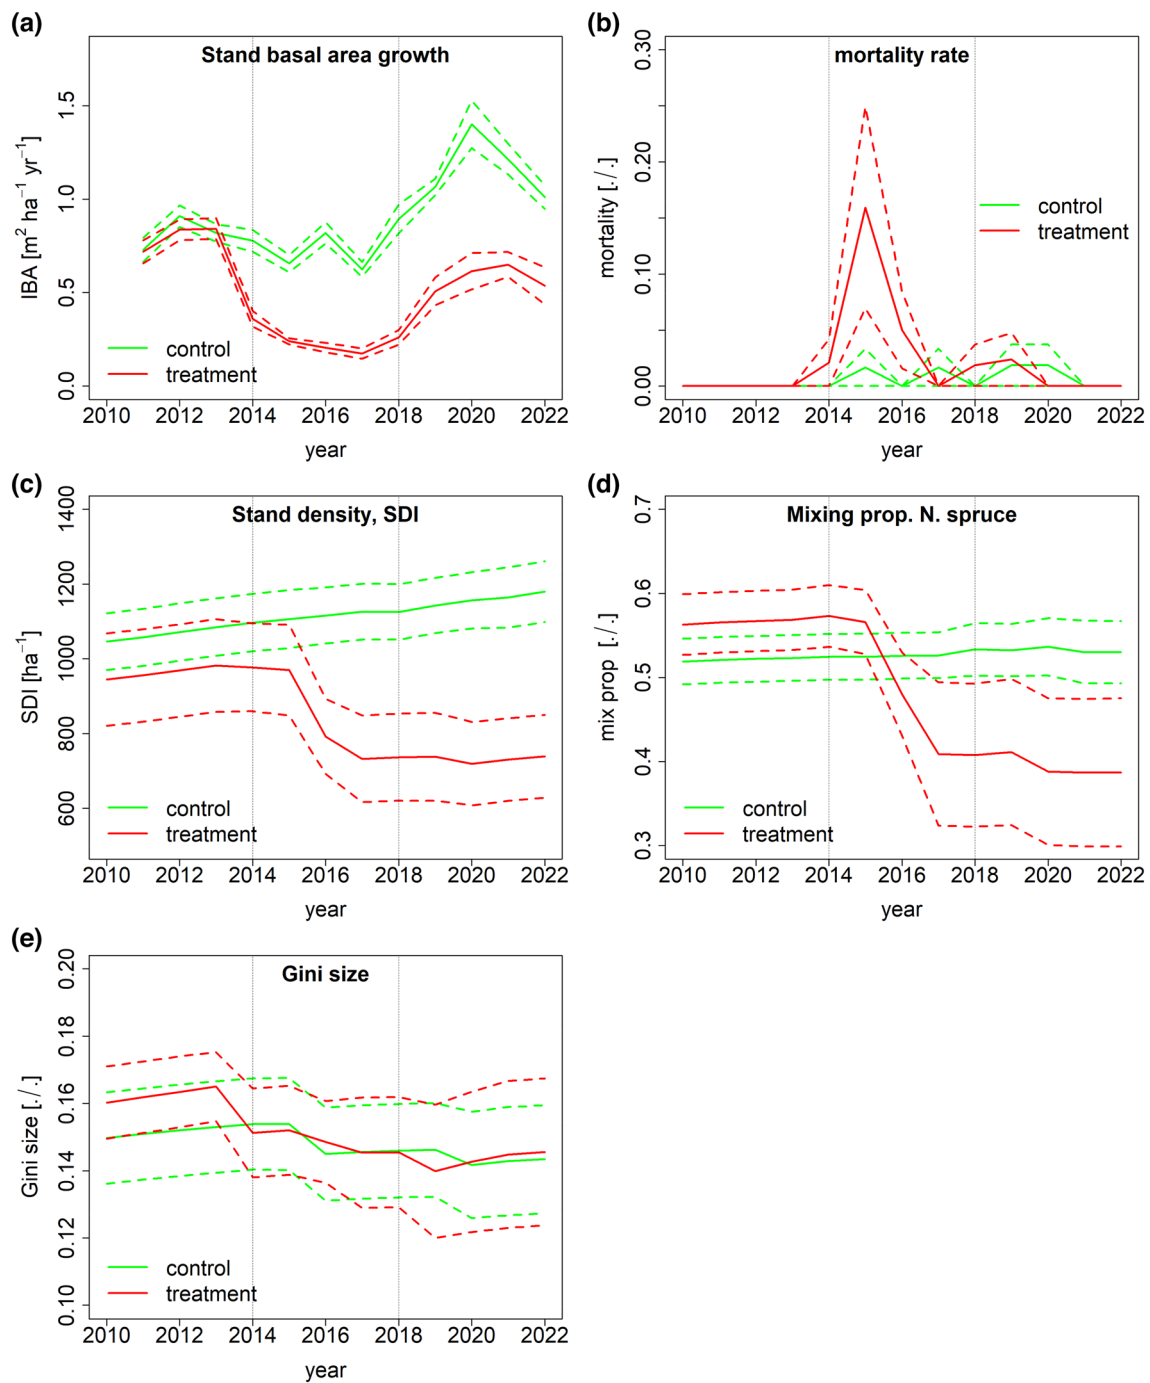 (a)
Stand basal area growth
IBA [m² ha⁻¹ yr⁻¹]
0.0 0.5 1.0 1.5
control
treatment
2010 2012 2014 2016 2018 2020 2022
year
(b)
mortality rate
mortality [./.]
0.00 0.10 0.20 0.30
control
treatment
2010 2012 2014 2016 2018 2020 2022
year
(c)
Stand density, SDI
SDI [ha⁻¹]
600 800 1000 1200 1400
control
treatment
2010 2012 2014 2016 2018 2020 2022
year
(d)
Mixing prop. N. spruce
mix prop [./.]
0.3 0.4 0.5 0.6 0.7
control
treatment
2010 2012 2014 2016 2018 2020 2022
year
(e)
Gini size
Gini size [./.]
0.10 0.12 0.14 0.16 0.18 0.20
control
treatment
2010 2012 2014 2016 2018 2020 2022
year